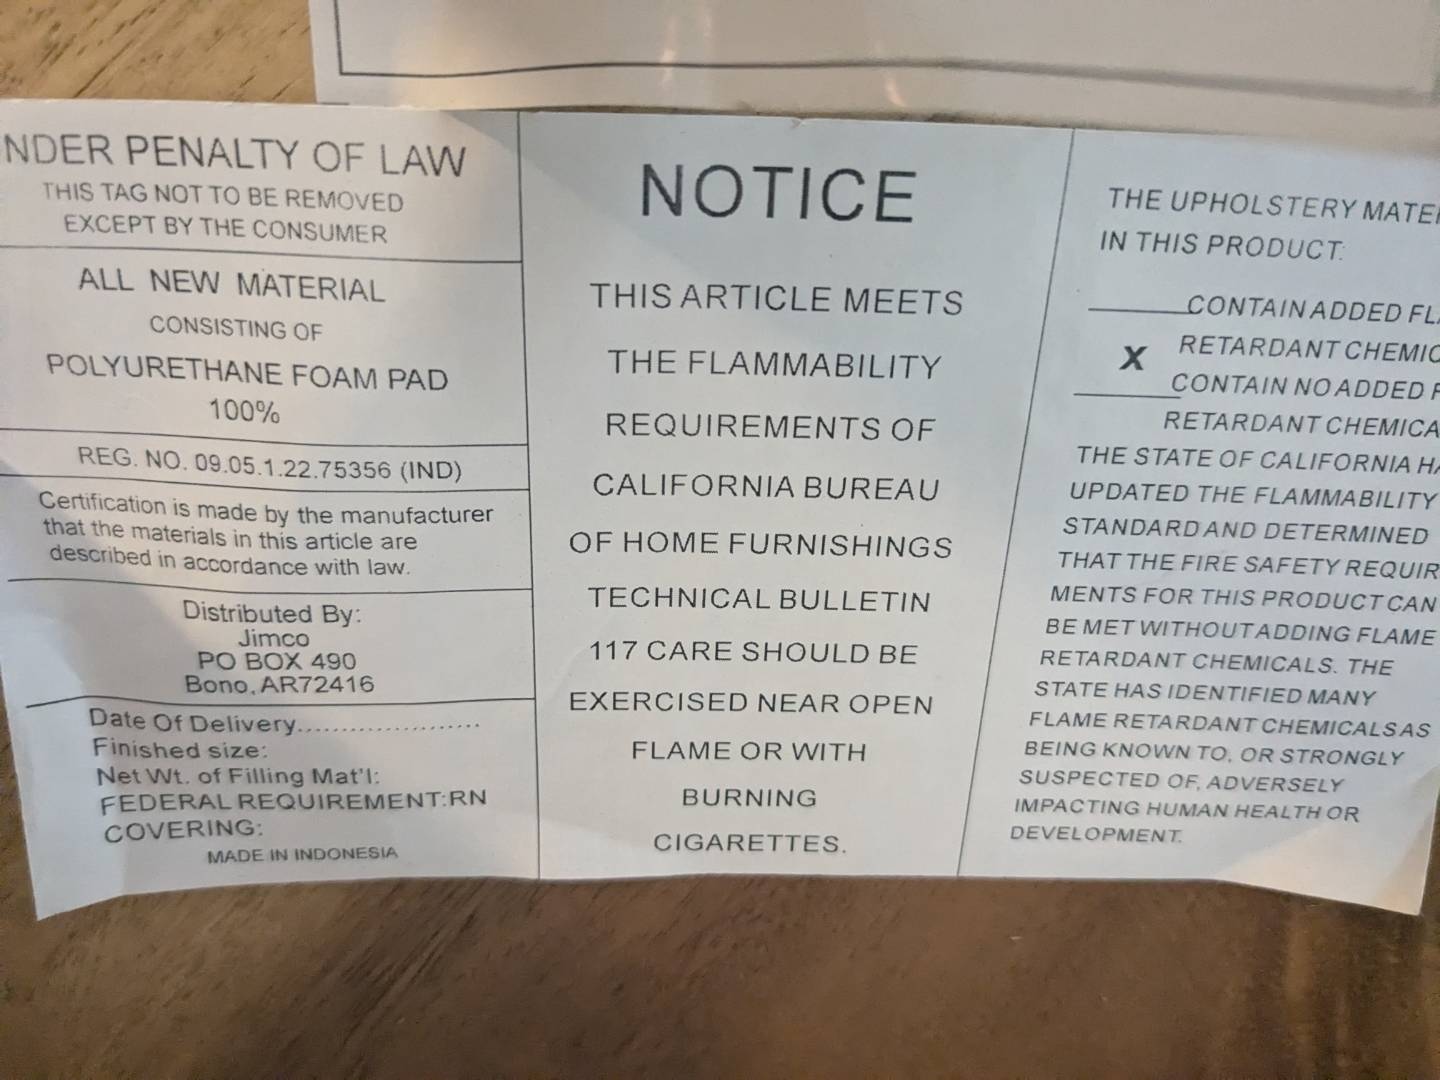 NDER PENALTY OF LAW
THIS TAG NOT TO BE REMOVED
EXCEPT BY THE CONSUMER
ALL NEW MATERIAL
CONSISTING OF
POLYURETHANE FOAM PAD
100%
REG. NO. 09.05.1.22.75356 (IND)
Certification is made by the manufacturer
that the materials in this article are
described in accordance with law.
Distributed By:
Jimco
PO BOX 490
Bono, AR72416
Date Of Delivery.....................
Finished size:
Net Wt. of Filling Mat'l:
FEDERAL REQUIREMENT:RN
COVERING:
MADE IN INDONESIA
NOTICE
THIS ARTICLE MEETS
THE FLAMMABILITY
REQUIREMENTS OF
CALIFORNIA BUREAU
OF HOME FURNISHINGS
TECHNICAL BULLETIN
117 CARE SHOULD BE
EXERCISED NEAR OPEN
FLAME OR WITH
BURNING
CIGARETTES.
THE UPHOLSTERY MATE
IN THIS PRODUCT:
______CONTAIN ADDED FL
RETARDANT CHEMIC
X CONTAIN NO ADDED F
RETARDANT CHEMICA
THE STATE OF CALIFORNIA HA
UPDATED THE FLAMMABILITY
STANDARD AND DETERMINED
THAT THE FIRE SAFETY REQUIR
MENTS FOR THIS PRODUCT CAN
BE MET WITHOUT ADDING FLAME
RETARDANT CHEMICALS. THE
STATE HAS IDENTIFIED MANY
FLAME RETARDANT CHEMICALS AS
BEING KNOWN TO, OR STRONGLY
SUSPECTED OF, ADVERSELY
IMPACTING HUMAN HEALTH OR
DEVELOPMENT.